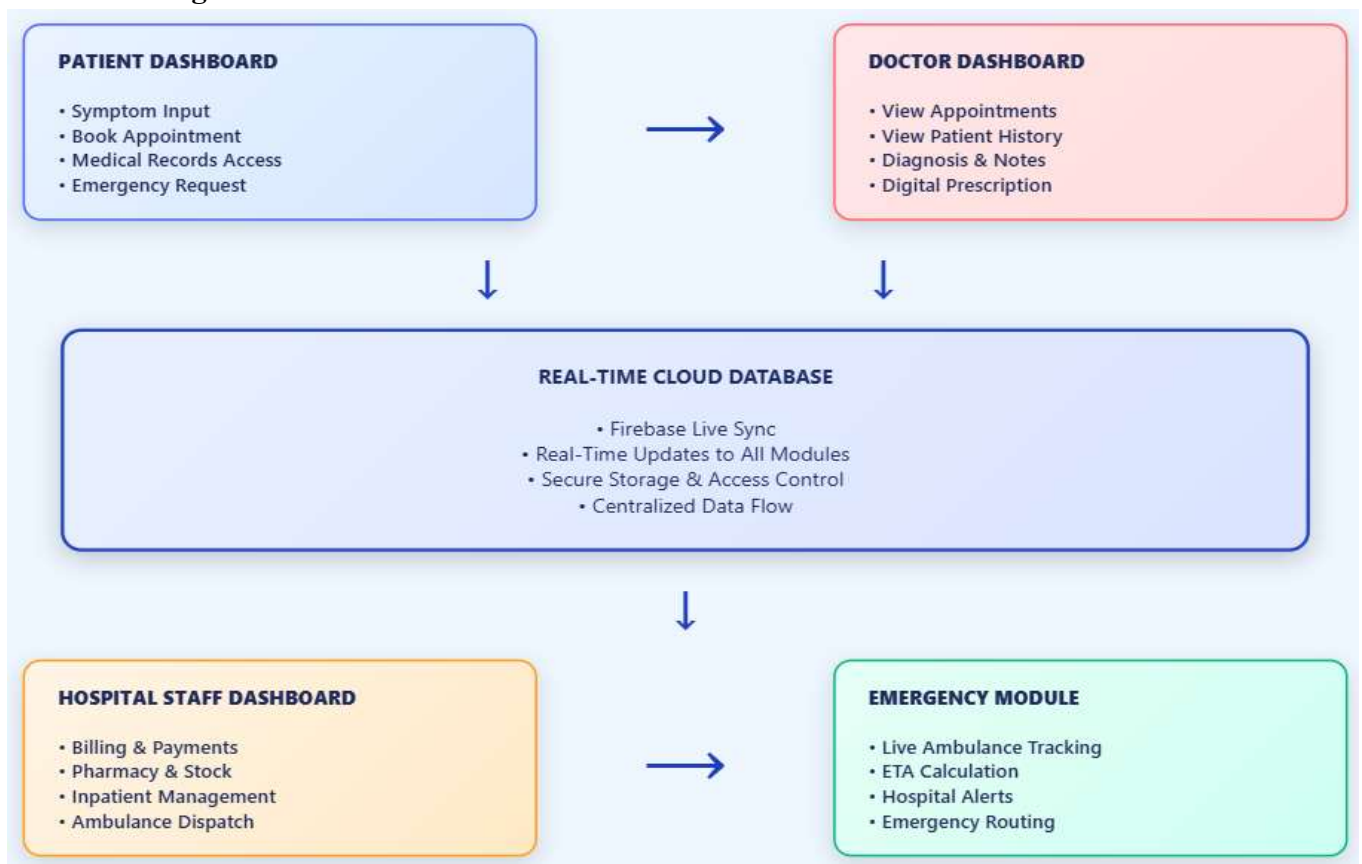 PATIENT DASHBOARD
• Symptom Input
• Book Appointment
• Medical Records Access
• Emergency Request
DOCTOR DASHBOARD
• View Appointments
• View Patient History
• Diagnosis & Notes
• Digital Prescription
REAL-TIME CLOUD DATABASE
• Firebase Live Sync
• Real-Time Updates to All Modules
• Secure Storage & Access Control
• Centralized Data Flow
HOSPITAL STAFF DASHBOARD
• Billing & Payments
• Pharmacy & Stock
• Inpatient Management
• Ambulance Dispatch
EMERGENCY MODULE
• Live Ambulance Tracking
• ETA Calculation
• Hospital Alerts
• Emergency Routing